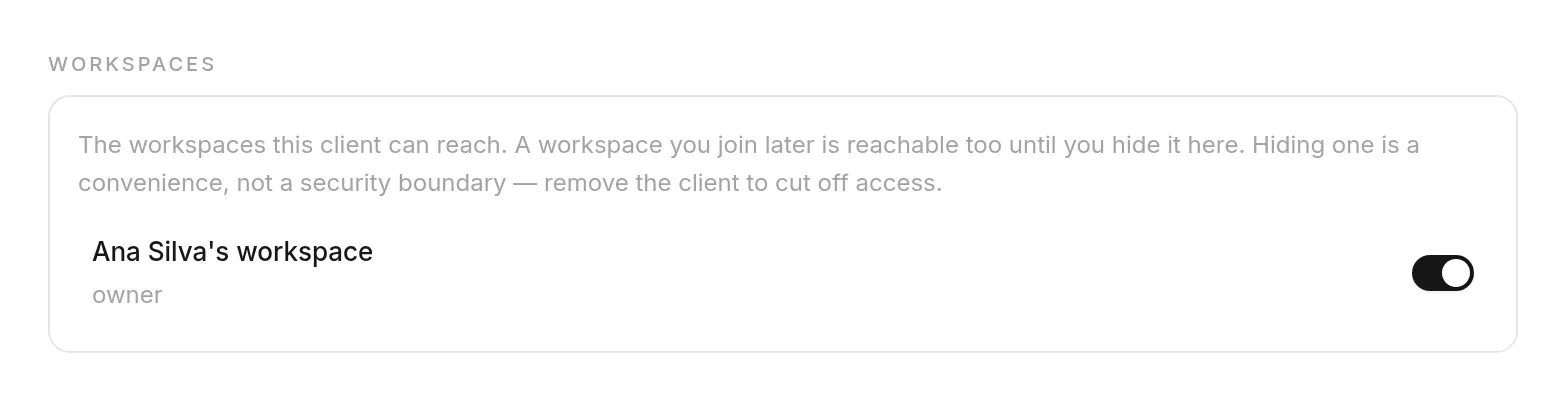 WORKSPACES
The workspaces this client can reach. A workspace you join later is reachable too until you hide it here. Hiding one is a
convenience, not a security boundary — remove the client to cut off access.
Ana Silva's workspace
owner